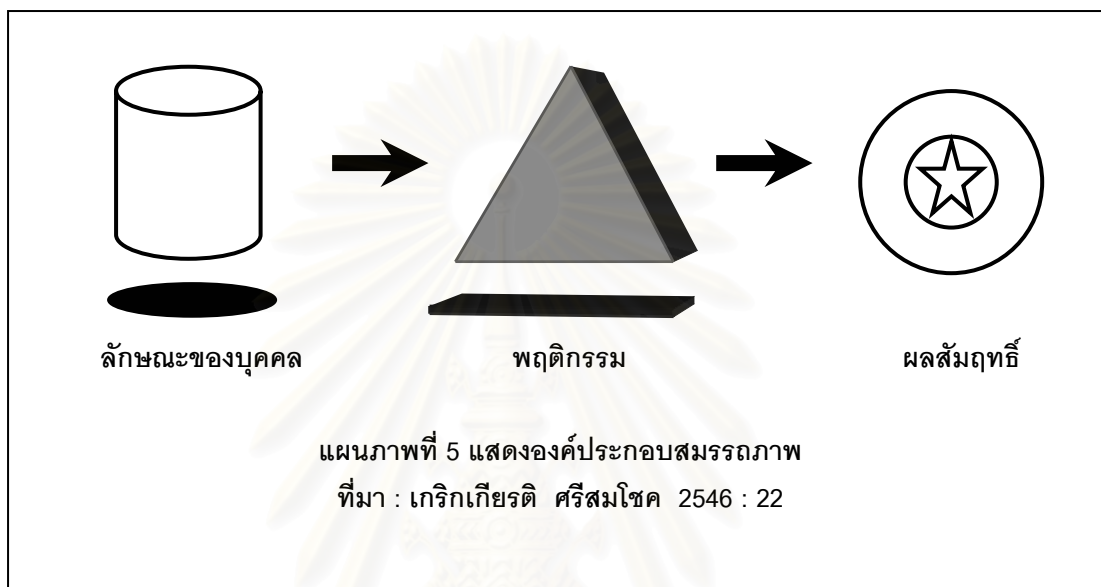 ลักษณะของบุคคล พฤติกรรม ผลสัมฤทธิ์
แผนภาพที่ 5 แสดงองค์ประกอบสมรรถภาพ
ที่มา : เกริกเกียรติ ศรีสมโชค 2546 : 22